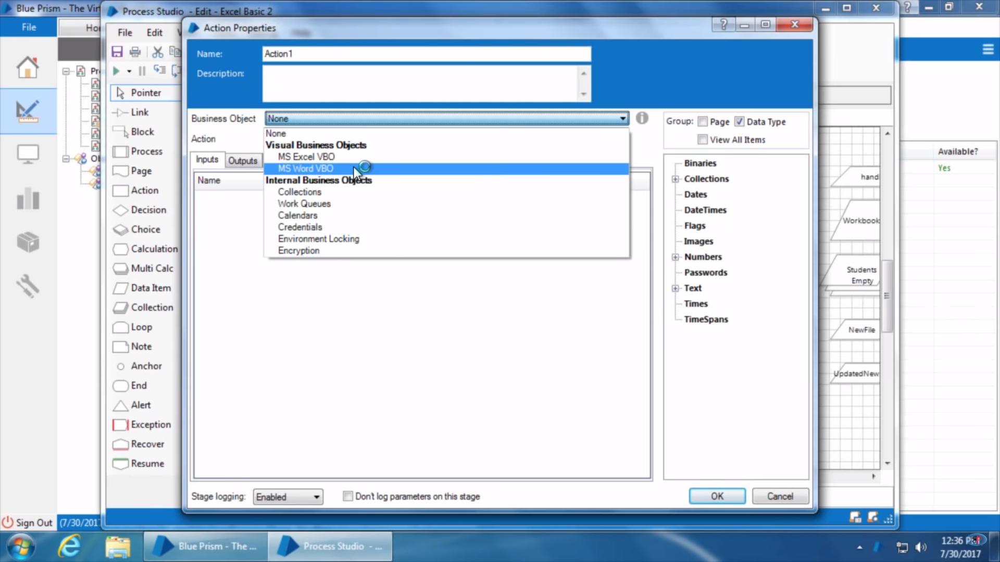 Blue Prism - The Vir
Process Studio - Edit - Excel Basic 2
File
Ho
File Edit V
Action Properties
Name:
Action1
Description:
Business Object
None
Action
Inputs
Outputs
Name
None
Visual Business Objects
MS Excel VBO
MS Word VBO
Internal Business Objects
Collections
Work Queues
Calendars
Credentials
Environment Locking
Encryption
Group:
Page
Data Type
View All Items
Binaries
Collections
Dates
DateTimes
Flags
Images
Numbers
Passwords
Text
Times
TimeSpans
Pr
Ob
Pointer
Link
Block
Process
Page
Action
Decision
Choice
Calculation
Multi Calc
Data Item
Collection
Loop
Note
Anchor
End
Alert
Exception
Recover
Resume
Available?
Yes
hand
Workbook
Students
Empty
NewFile
UpdatedNew
Stage logging:
Enabled
Don't log parameters on this stage
OK
Cancel
Sign Out
(7/30/201
Blue Prism - The ...
Process Studio - ...
12:36 P
7/30/2017